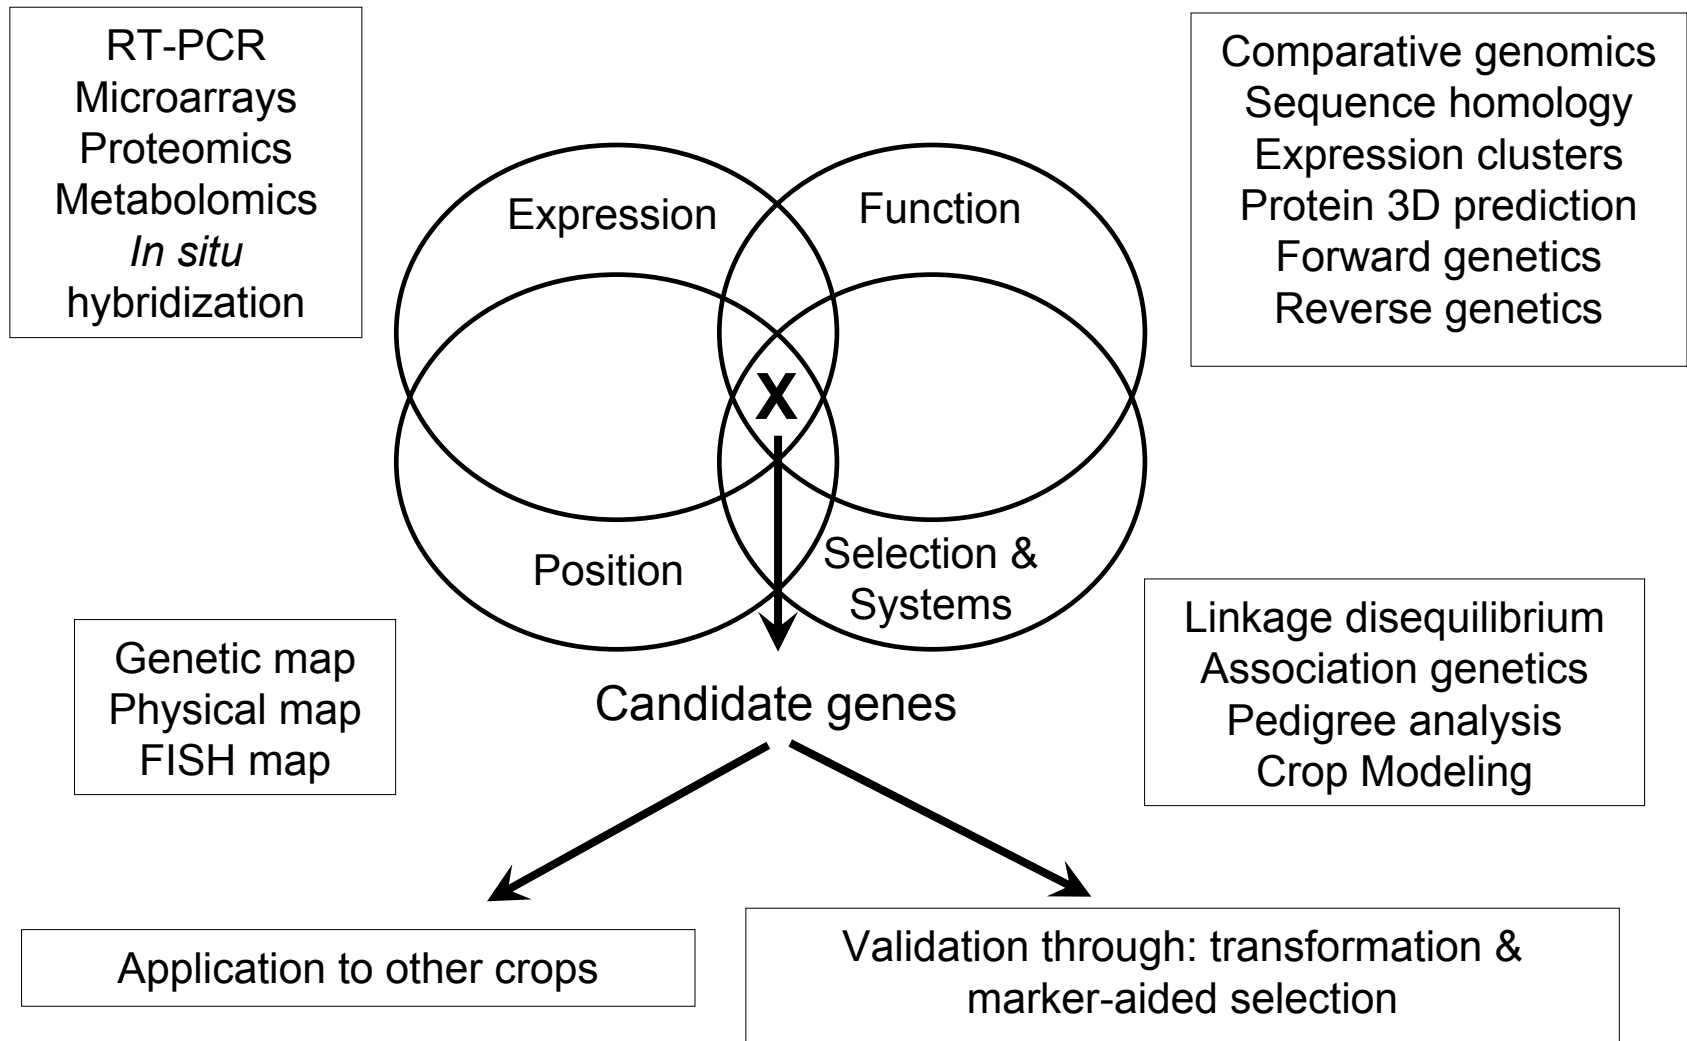 RT-PCR
Microarrays
Proteomics
Metabolomics
In situ
hybridization
Comparative genomics
Sequence homology
Expression clusters
Protein 3D prediction
Forward genetics
Reverse genetics
Expression
Function
X
Position
Selection &
Systems
Genetic map
Physical map
FISH map
Linkage disequilibrium
Association genetics
Pedigree analysis
Crop Modeling
Candidate genes
Application to other crops
Validation through: transformation &
marker-aided selection